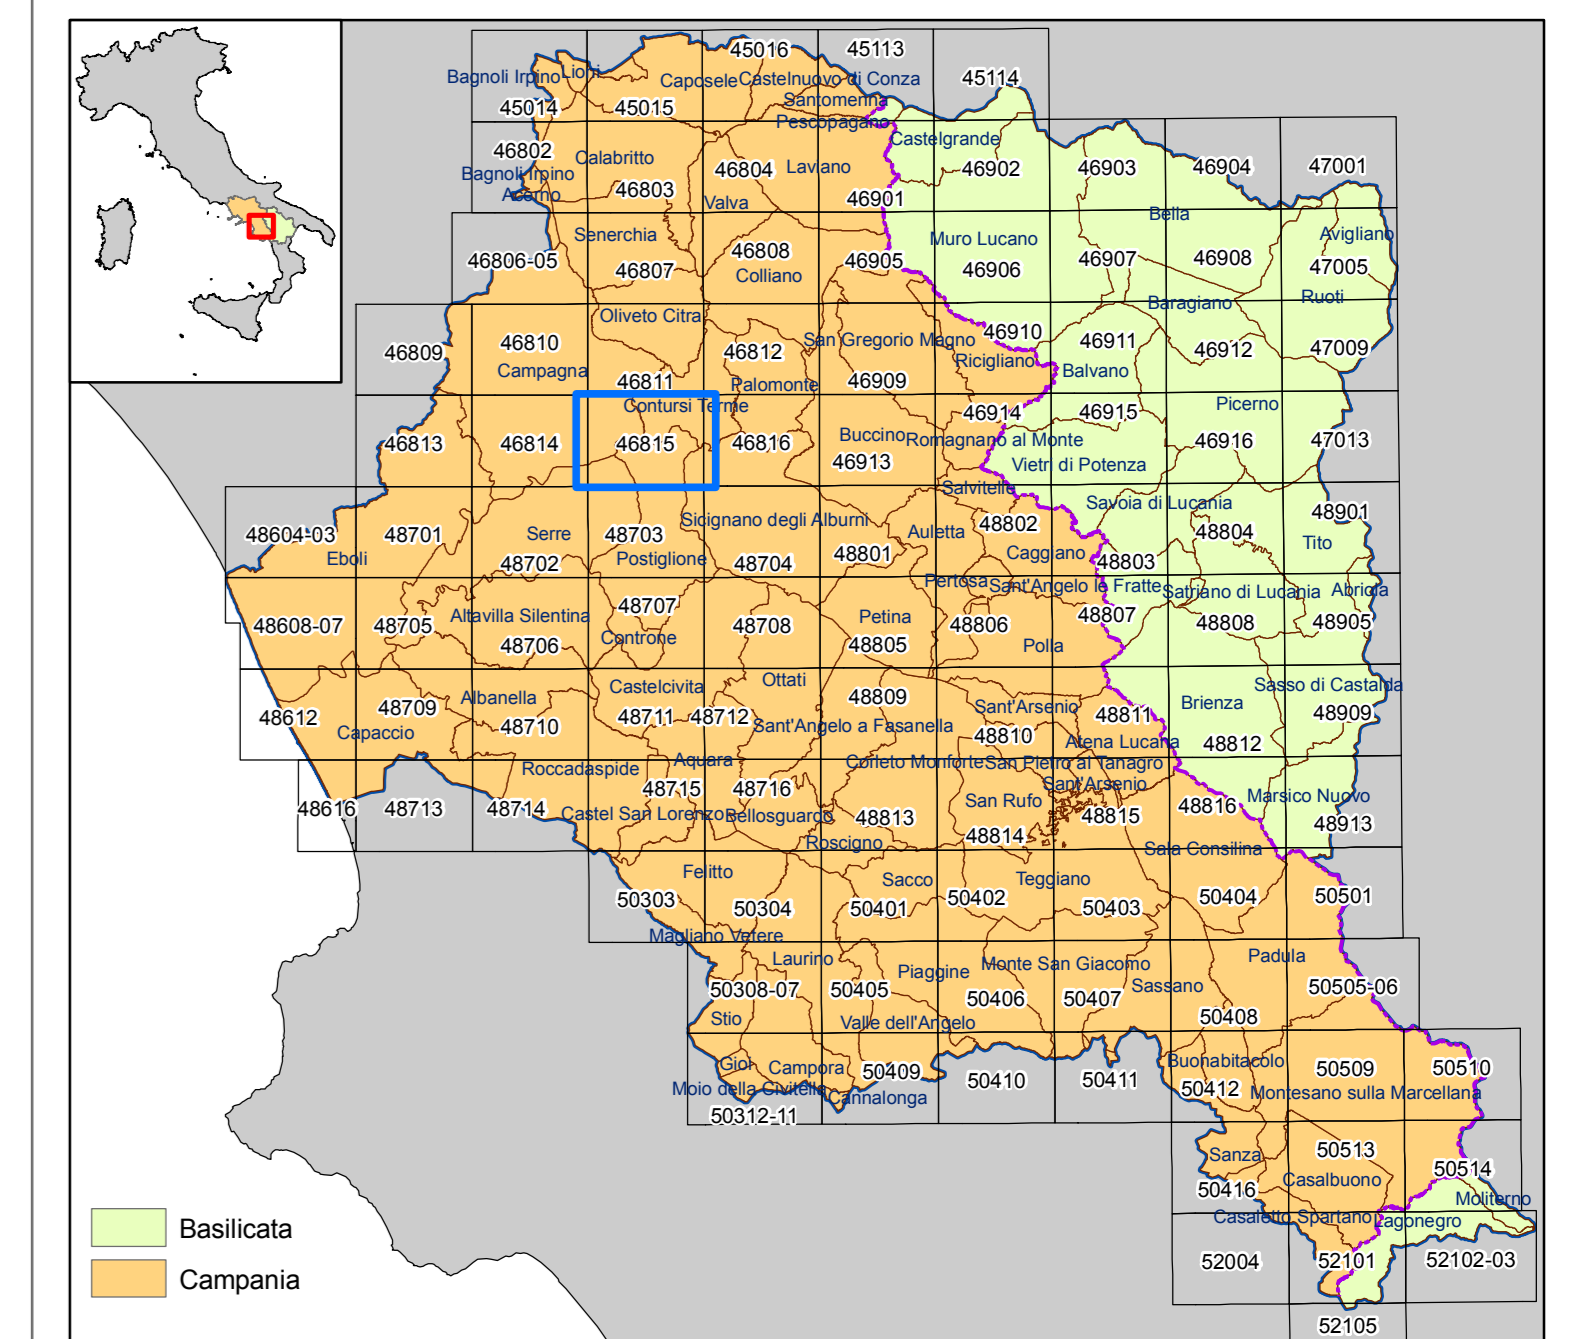 45016
45113
Bagnoli Irpino
Lioni
Caposele
Castelnuovo di Conza
45114
45014
45015
Santomenna
Pescopagano
Castelgrande
46802
Calabritto
46804
Laviano
46902
46903
46904
47001
Bagnoli Irpino
Acerno
46803
Valva
46901
Bella
Senerchia
Muro Lucano
Avigliano
46806-05
46807
46808
Colliano
46905
46906
46907
46908
47005
Ruoti
Baragiano
Oliveto Citra
46809
46810
46812
San Gregorio Magno
46910
46911
46912
47009
Campagna
46811
Palomonte
46909
Ricigliano
Balvano
Contursi Terme
46914
46915
Picerno
46813
46814
46815
46816
Buccino
Romagnano al Monte
46916
47013
46913
Vietri di Potenza
Salvitelle
Savoia di Lucania
48604-03
48701
Serre
48703
Sicignano degli Alburni
Auletta
48802
48804
48901
Eboli
48702
Postiglione
48704
48801
Caggiano
48803
Tito
Pertosa
Sant'Angelo le Fratte
Satriano di Lucania
Abriola
48608-07
48705
Altavilla Silentina
48707
48708
Petina
48806
48807
48808
48905
48706
Controne
48805
Polla
Castelcivita
Ottati
Sasso di Castalda
48612
48709
Albanella
48711
48712
48809
Sant'Arsenio
48811
Brienza
48909
Capaccio
48710
Sant'Angelo a Fasanella
48810
Atena Lucana
48812
Roccadaspide
Aquara
Corleto Monforte
San Pietro al Tanagro
48616
48713
48714
48715
48716
San Rufo
Sant'Arsenio
48816
Marsico Nuovo
Castel San Lorenzo
Bellosguardo
48813
48815
48913
Roscigno
48814
Sala Consilina
Felitto
Sacco
Teggiano
50303
50304
50401
50402
50403
50404
50501
Magliano Vetere
Laurino
Piaggine
Monte San Giacomo
Padula
50308-07
50405
50406
50407
Sassano
50505-06
Stio
Valle dell'Angelo
50408
Gioi
Campora
50409
50410
50411
Buonabitacolo
50509
50510
Moio della Civitella
Cannalonga
50412
Montesano sulla Marcellana
50312-11
Sanza
50513
50514
50416
Casalbuono
Moliterno
Basilicata
Casaletto Spartano
Lagonegro
Campania
52004
52101
52102-03
52105